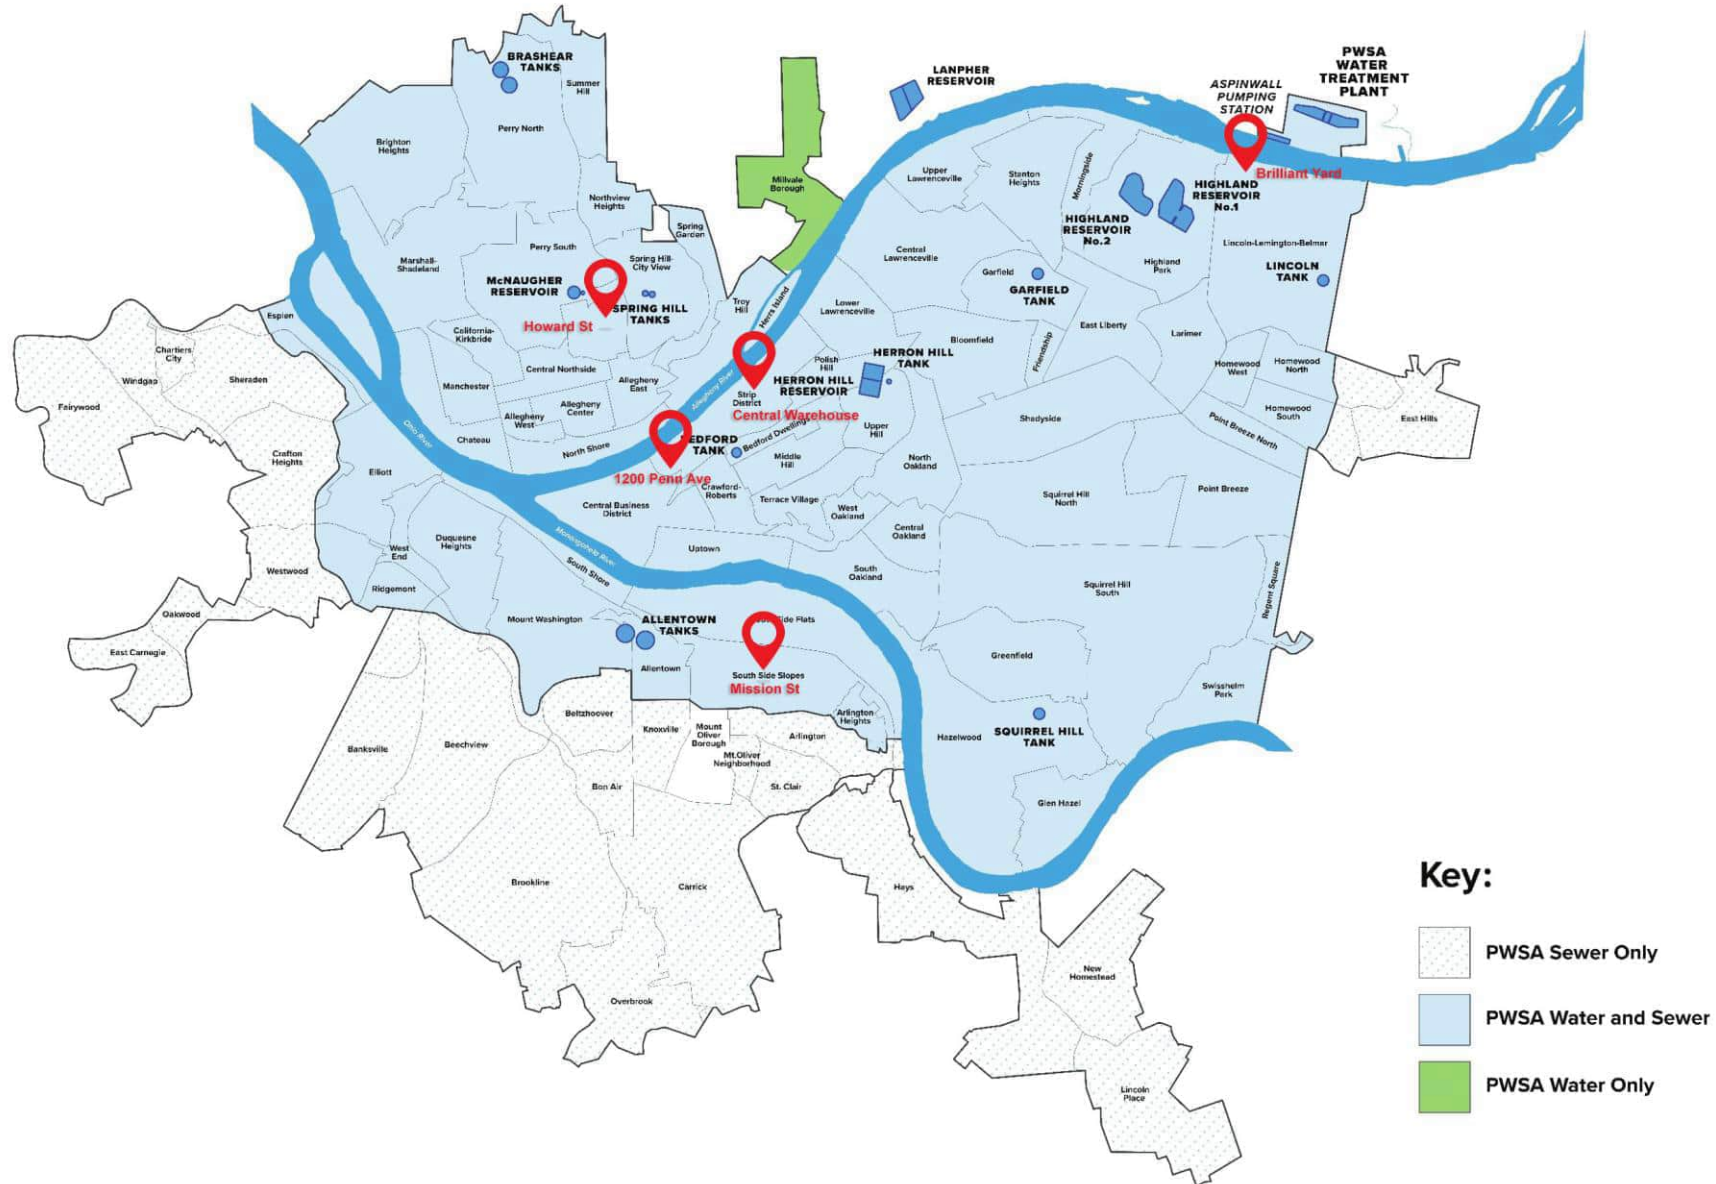 BRASHEAR
TANKS
Summer
Hill
Perry North
Brighton
Heights
LANPHER
RESERVOIR
ASPINWALL
PUMPING
STATION
PWSA
WATER
TREATMENT
PLANT
Brilliant Yard
Millvale
Borough
Upper
Lawrenceville
Stanton
Heights
Morningside
HIGHLAND
RESERVOIR
No.1
HIGHLAND
RESERVOIR
No.2
Northview
Heights
Spring
Garden
Perry South
Spring Hill-
City View
Marshall-
Shadeland
McNAUGHER
RESERVOIR
SPRING HILL
TANKS
Howard St
Troy
Hill
Herrs Island
Central
Lawrenceville
Lower
Lawrenceville
Garfield
GARFIELD
TANK
Highland
Park
Lincoln-Lemington-Belmar
LINCOLN
TANK
Esplen
Chartiers
City
Windgap
Sheraden
Fairywood
Crafton
Heights
California-
Kirkbride
Central Northside
Manchester
Allegheny
East
Allegheny
Center
Allegheny
West
Chateau
North Shore
Allegheny River
Ohio River
Polish
Hill
HERRON HILL
TANK
HERRON HILL
RESERVOIR
Strip
District
Central Warehouse
Bloomfield
Friendship
East Liberty
Larimer
Homewood
West
Homewood
North
Homewood
South
East Hills
Point Breeze North
Shadyside
BEDFORD
TANK
Bedford Dwellings
Upper
Hill
Middle
Hill
1200 Penn Ave
Crawford-
Roberts
Terrace Village
North
Oakland
West
Oakland
Central
Oakland
Central Business
District
Squirrel Hill
North
Point Breeze
Elliott
West
End
Duquesne
Heights
Monongahela River
South Shore
Uptown
South
Oakland
Squirrel Hill
South
Regent Square
Westwood
Ridgemont
Oakwood
East Carnegie
Mount Washington
ALLENTOWN
TANKS
Allentown
Side Flats
South Side Slopes
Mission St
Greenfield
Swisshelm
Park
Arlington
Heights
Hazelwood
SQUIRREL HILL
TANK
Glen Hazel
Banksville
Beechview
Beltzhoover
Knoxville
Mount
Oliver
Borough
Arlington
Mt.Oliver
Neighborhood
St. Clair
Bon Air
Brookline
Carrick
Hays
Overbrook
New
Homestead
Lincoln
Place
Key:
PWSA Sewer Only
PWSA Water and Sewer
PWSA Water Only